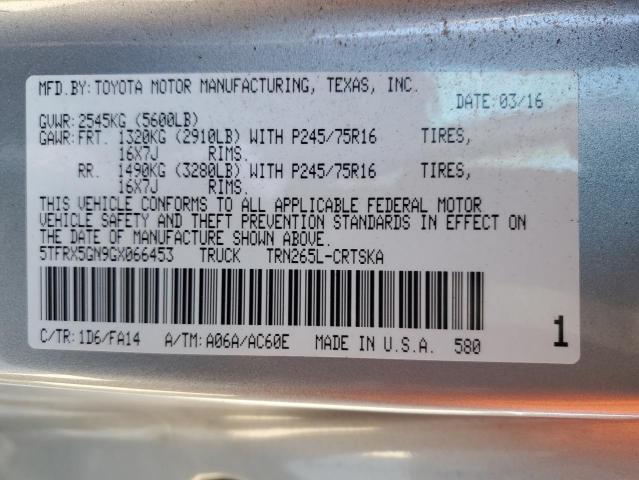 MFD.BY: TOYOTA MOTOR MANUFACTURING, TEXAS, INC.
DATE: 03/16
GVWR: 2545KG (5600LB)
GAWR: FRT. 1320KG (2910LB) WITH P245/75R16 TIRES,
16X7J RIMS.
RR. 1490KG (3280LB) WITH P245/75R16 TIRES,
16X7J RIMS.
THIS VEHICLE CONFORMS TO ALL APPLICABLE FEDERAL MOTOR
VEHICLE SAFETY AND THEFT PREVENTION STANDARDS IN EFFECT ON
THE DATE OF MANUFACTURE SHOWN ABOVE.
5TFRX5GN9GX066453 TRUCK TRN265L-CRTSKA
C/TR: 1D6/FA14 A/TM: A06A/AC60E MADE IN U.S.A. 580 1